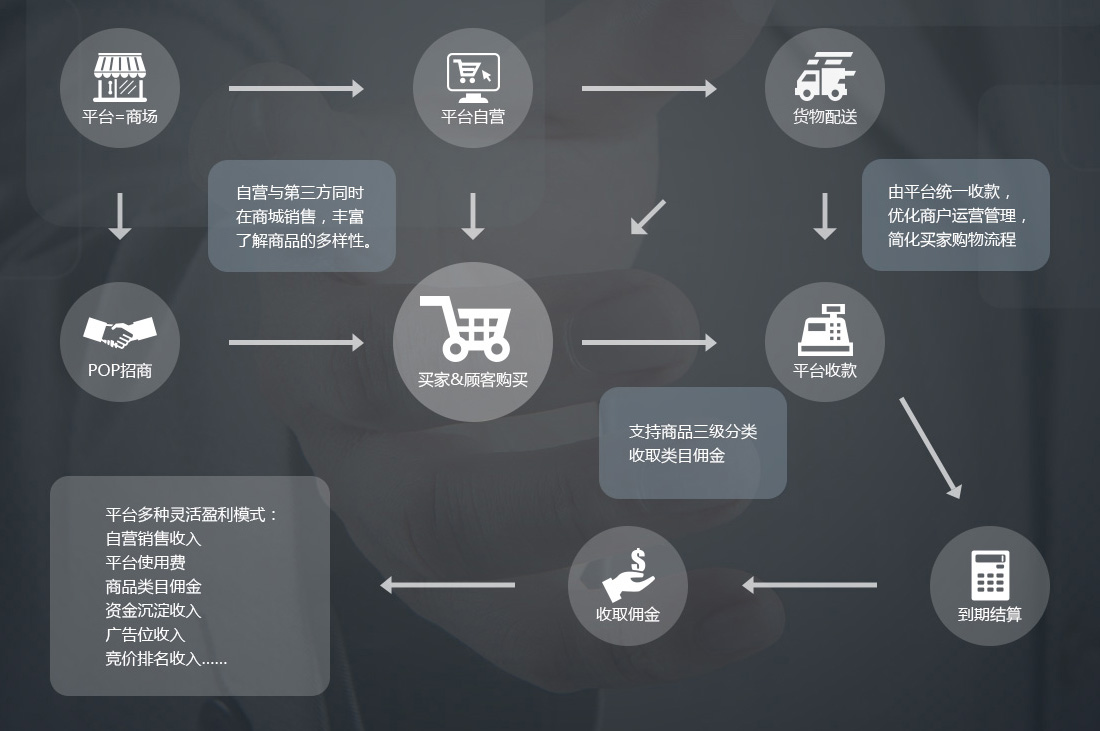 平台=商场
平台自营
货物配送
自营与第三方同时
在商城销售，丰富
了解商品的多样性。
由平台统一收款，
优化商户运营管理，
简化买家购物流程
POP招商
买家&顾客购买
平台收款
支持商品三级分类
收取类目佣金
平台多种灵活盈利模式：
自营销售收入
平台使用费
商品类目佣金
资金沉淀收入
广告位收入
竞价排名收入......
$
收取佣金
到期结算